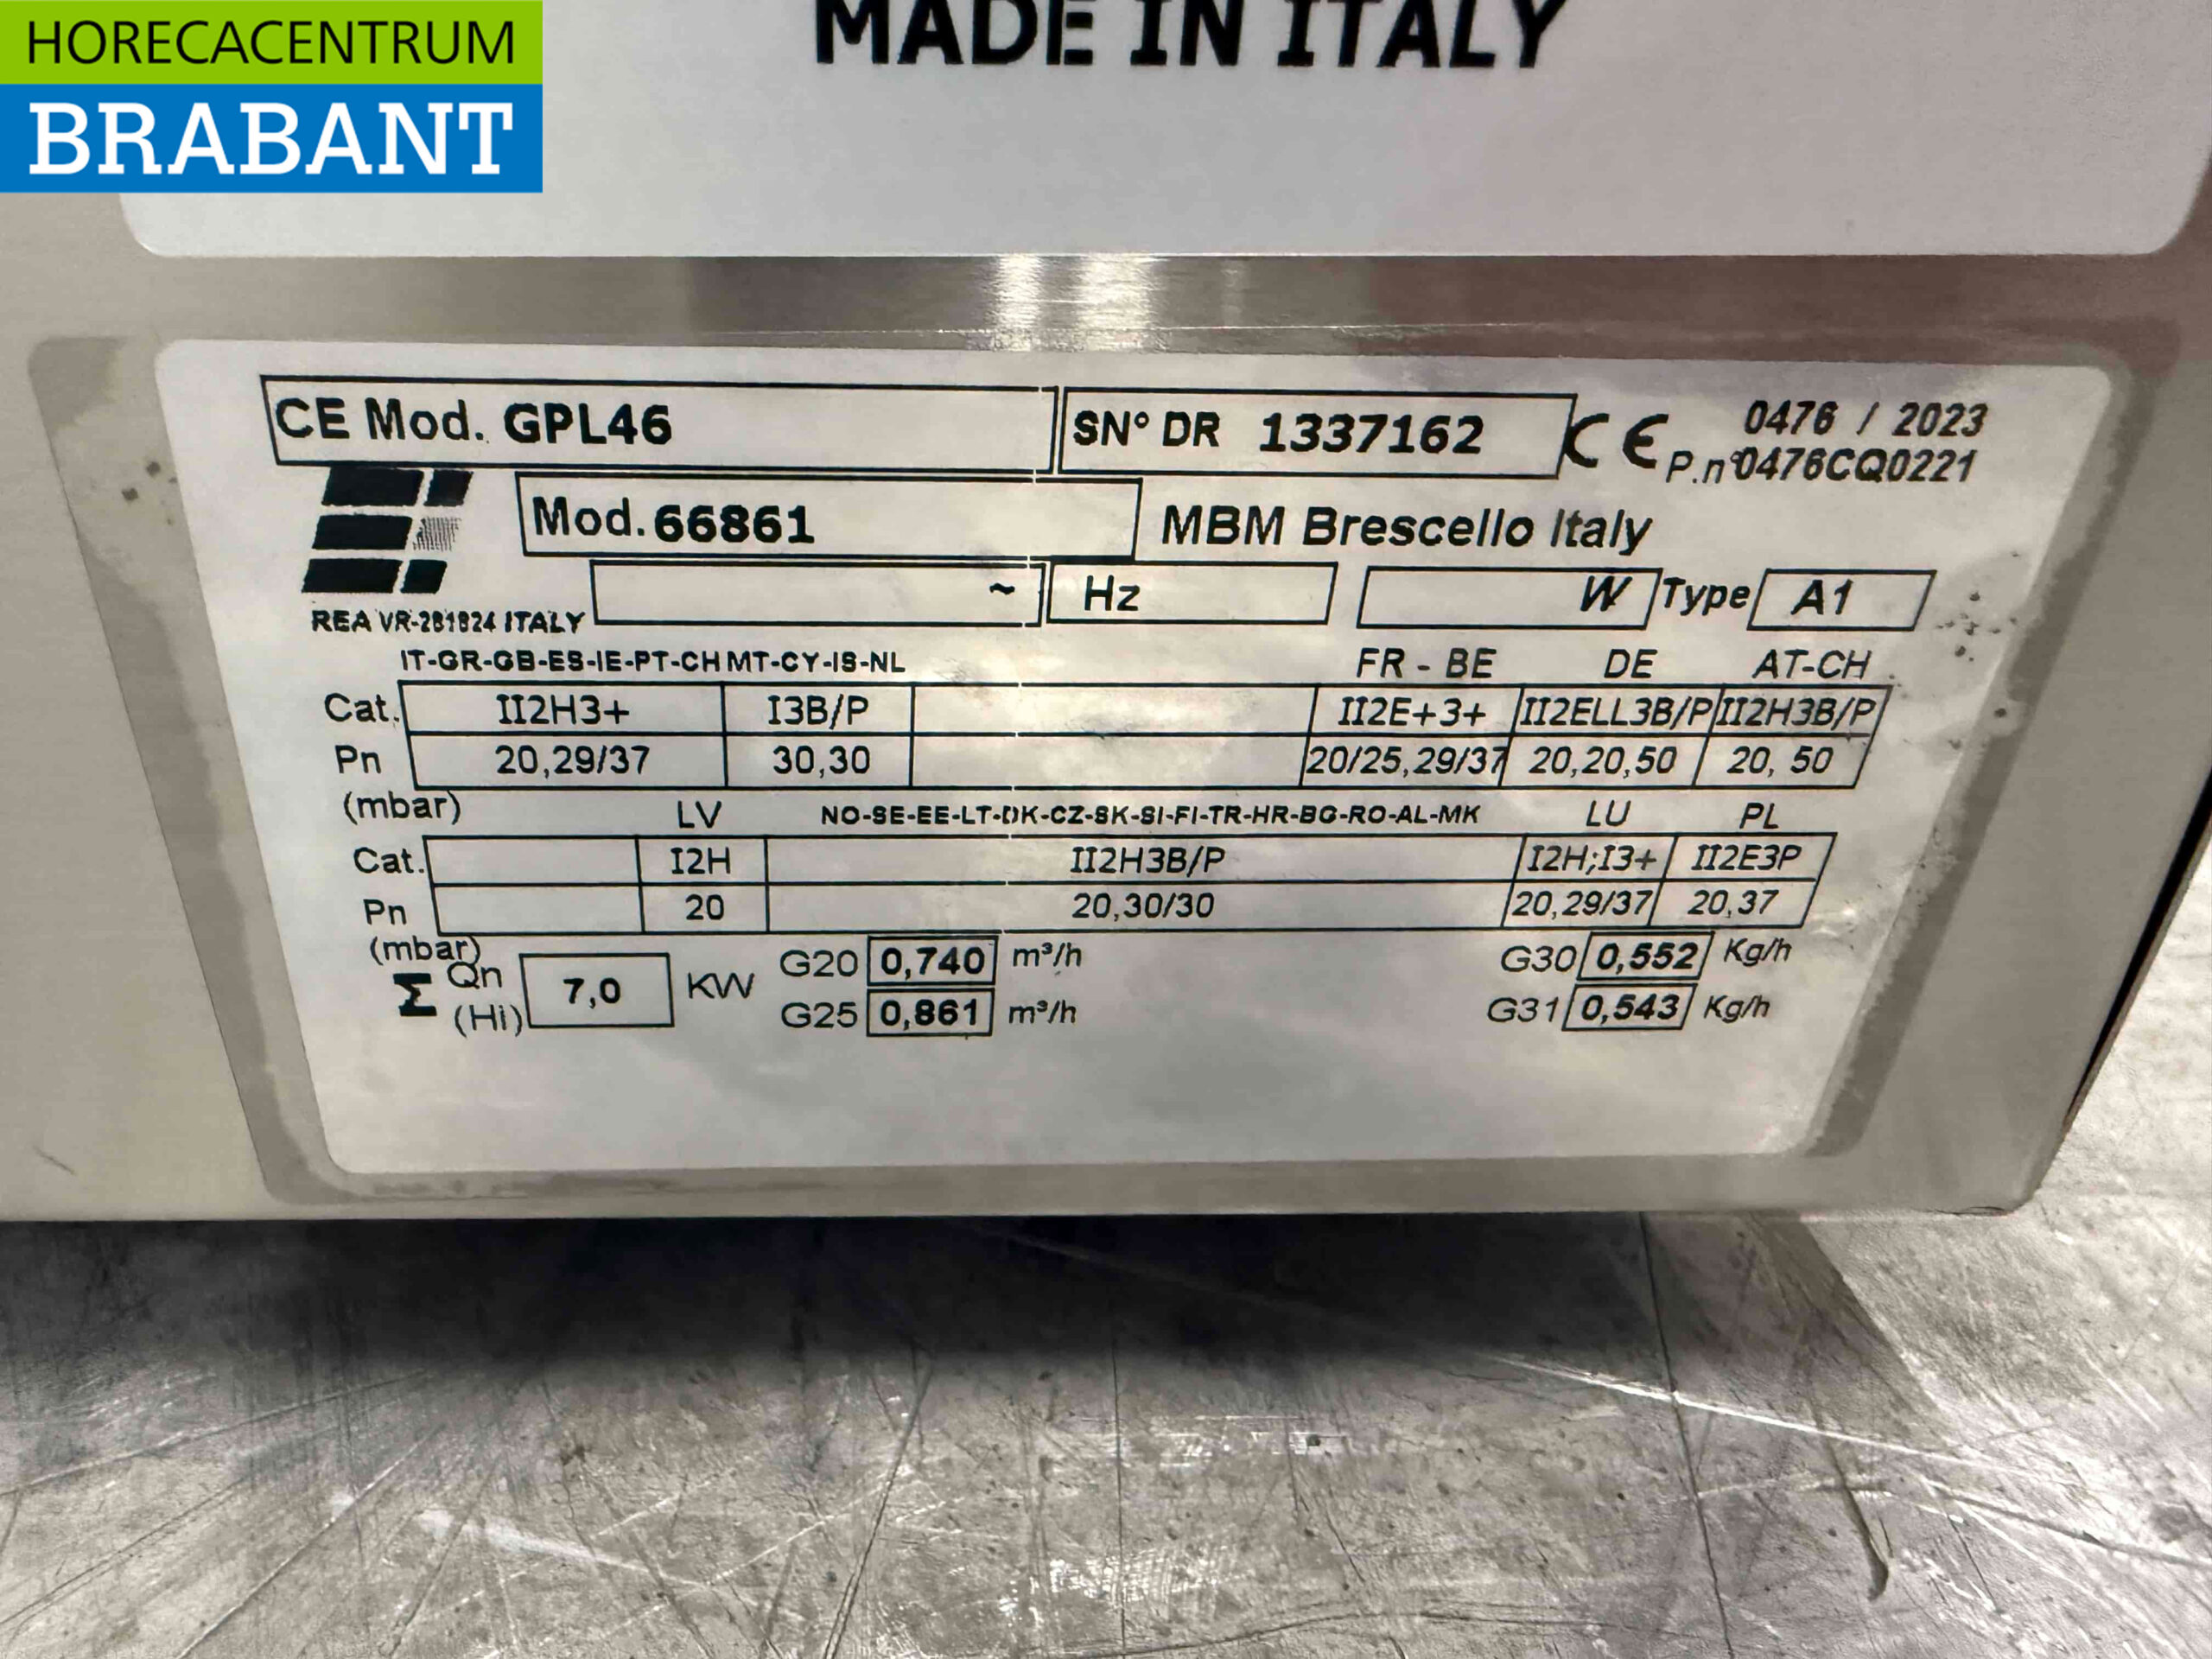 HORECACENTRUM
BRABANT
MADE IN ITALY
CE Mod. GPL46
SN° DR 1337162
CE 0476 / 2023
P.n°0476CQ0221
Mod. 66861
MBM Brescello Italy
~ Hz W Type A1
REA VR-281824 ITALY
IT-GR-GB-ES-IE-PT-CH MT-CY-IS-NL FR - BE DE AT-CH
Cat. II2H3+ I3B/P II2E+3+ II2ELL3B/P II2H3B/P
Pn 20,29/37 30,30 20/25,29/37 20,20,50 20, 50
(mbar) LV NO-SE-EE-LT-DK-CZ-SK-SI-FI-TR-HR-BG-RO-AL-MK LU PL
Cat. I2H II2H3B/P I2H;I3+ II2E3P
Pn 20 20,30/30 20,29/37 20,37
(mbar)
Σ Qn (Hi) 7,0 KW
G20 0,740 m³/h
G30 0,552 Kg/h
G25 0,861 m³/h
G31 0,543 Kg/h